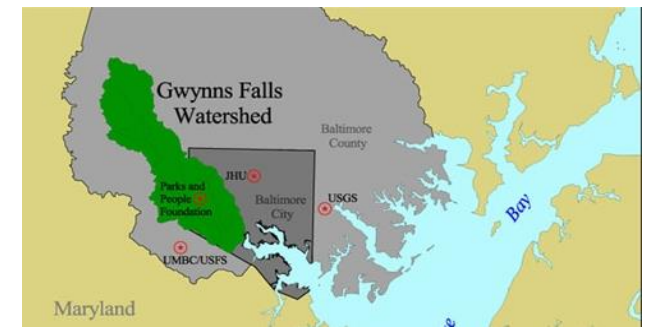 Gwynns Falls
Watershed
Baltimore
County
JHU
Parks and
People
Foundation
Baltimore
City
USGS
Bay
UMBC/USFS
Maryland